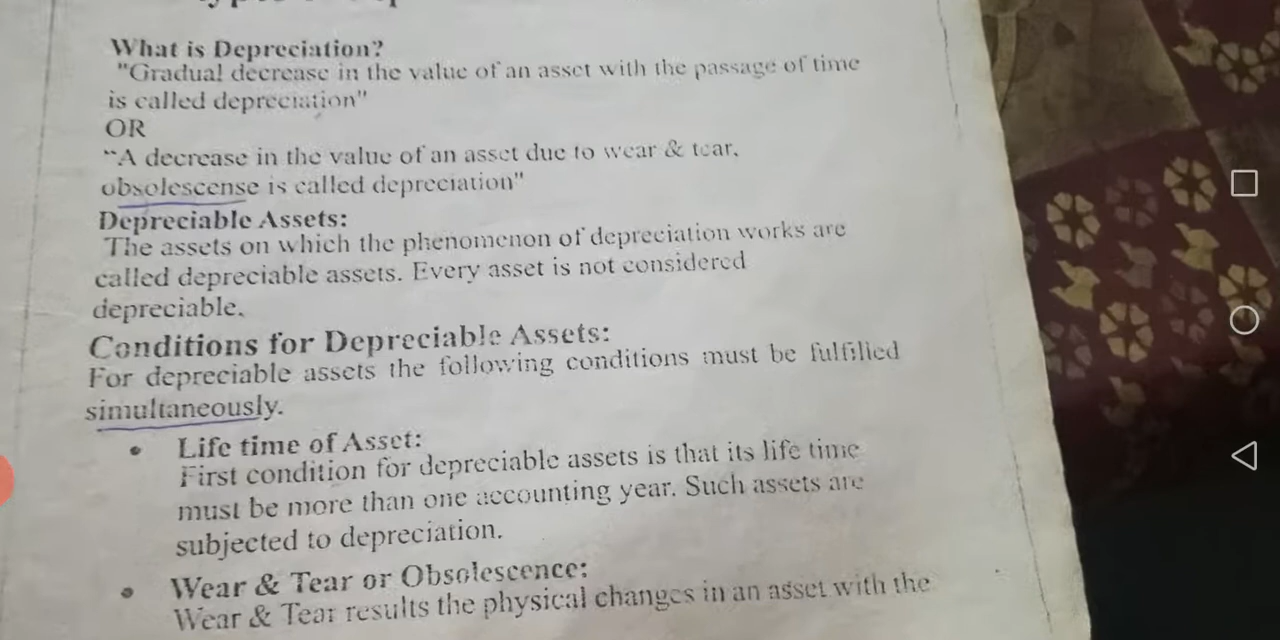 What is Depreciation?
"Gradual decrease in the value of an asset with the passage of time
is called depreciation"
OR
"A decrease in the value of an asset due to wear & tear,
obsolescense is called depreciation"
Depreciable Assets:
The assets on which the phenomenon of depreciation works are
called depreciable assets. Every asset is not considered
depreciable.
Conditions for Depreciable Assets:
For depreciable assets the following conditions must be fulfilled
simultaneously.
• Life time of Asset:
First condition for depreciable assets is that its life time
must be more than one accounting year. Such assets are
subjected to depreciation.
• Wear & Tear or Obsolescence:
Wear & Tear results the physical changes in an asset with the